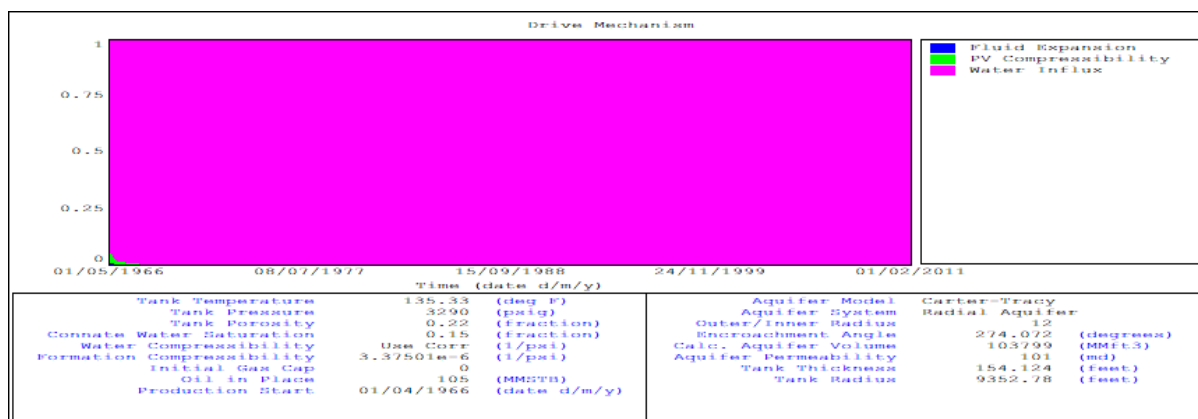 Drive Mechanism
1
0.75
0.5
0.25
0
01/05/1966 08/07/1977 15/09/1988 24/11/1999 01/02/2011
Time (date d/m/y)
Fluid Expansion
PV Compressibility
Water Influx
Tank Temperature 135.33 (deg F)
Tank Pressure 3290 (psig)
Tank Porosity 0.22 (fraction)
Connate Water Saturation 0.15 (fraction)
Water Compressibility Use Corr (1/psi)
Formation Compressibility 3.37501e-6 (1/psi)
Initial Gas Cap 0
Oil in Place 105 (MMSTB)
Production Start 01/04/1966 (date d/m/y)
Aquifer Model Carter-Tracy
Aquifer System Radial Aquifer
Outer/Inner Radius 12
Encroachment Angle 274.072 (degrees)
Calc. Aquifer Volume 103799 (MMft3)
Aquifer Permeability 101 (md)
Tank Thickness 154.124 (feet)
Tank Radius 9352.78 (feet)